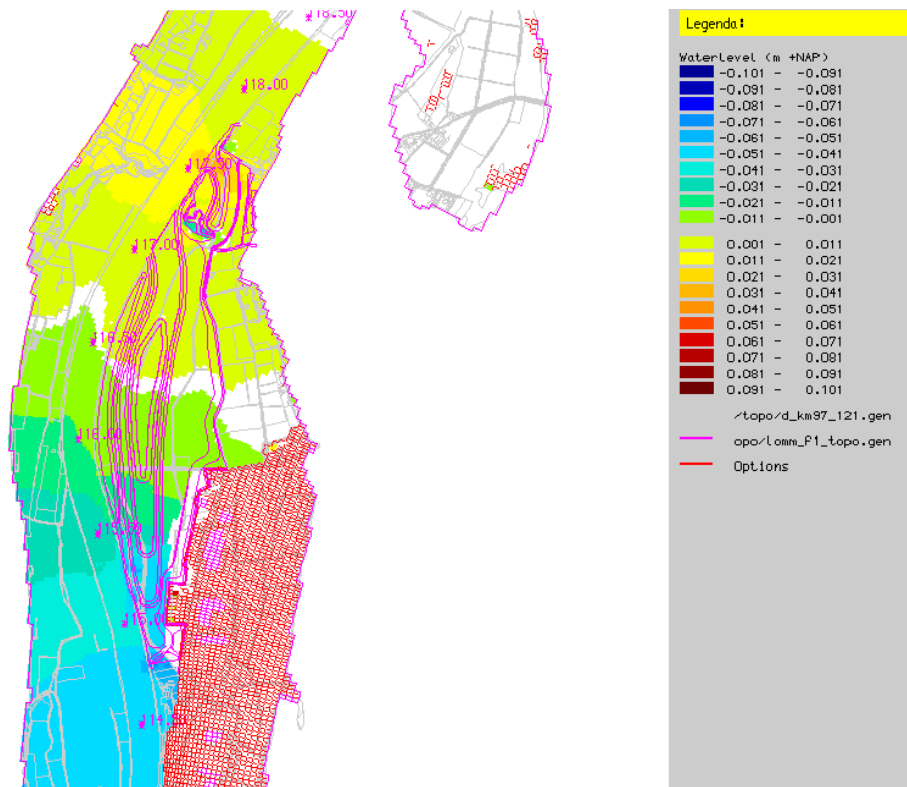 118.50
118.00
117.50
117.00
116.50
116.00
115.50
115.00
114.50
Legenda:
WaterLevel (m +NAP)
-0.101 - -0.091
-0.091 - -0.081
-0.081 - -0.071
-0.071 - -0.061
-0.061 - -0.051
-0.051 - -0.041
-0.041 - -0.031
-0.031 - -0.021
-0.021 - -0.011
-0.011 - -0.001
0.001 - 0.011
0.011 - 0.021
0.021 - 0.031
0.031 - 0.041
0.041 - 0.051
0.051 - 0.061
0.061 - 0.071
0.071 - 0.081
0.081 - 0.091
0.091 - 0.101
/topo/d_km97_121.gen
opo/lomm_f1_topo.gen
Options